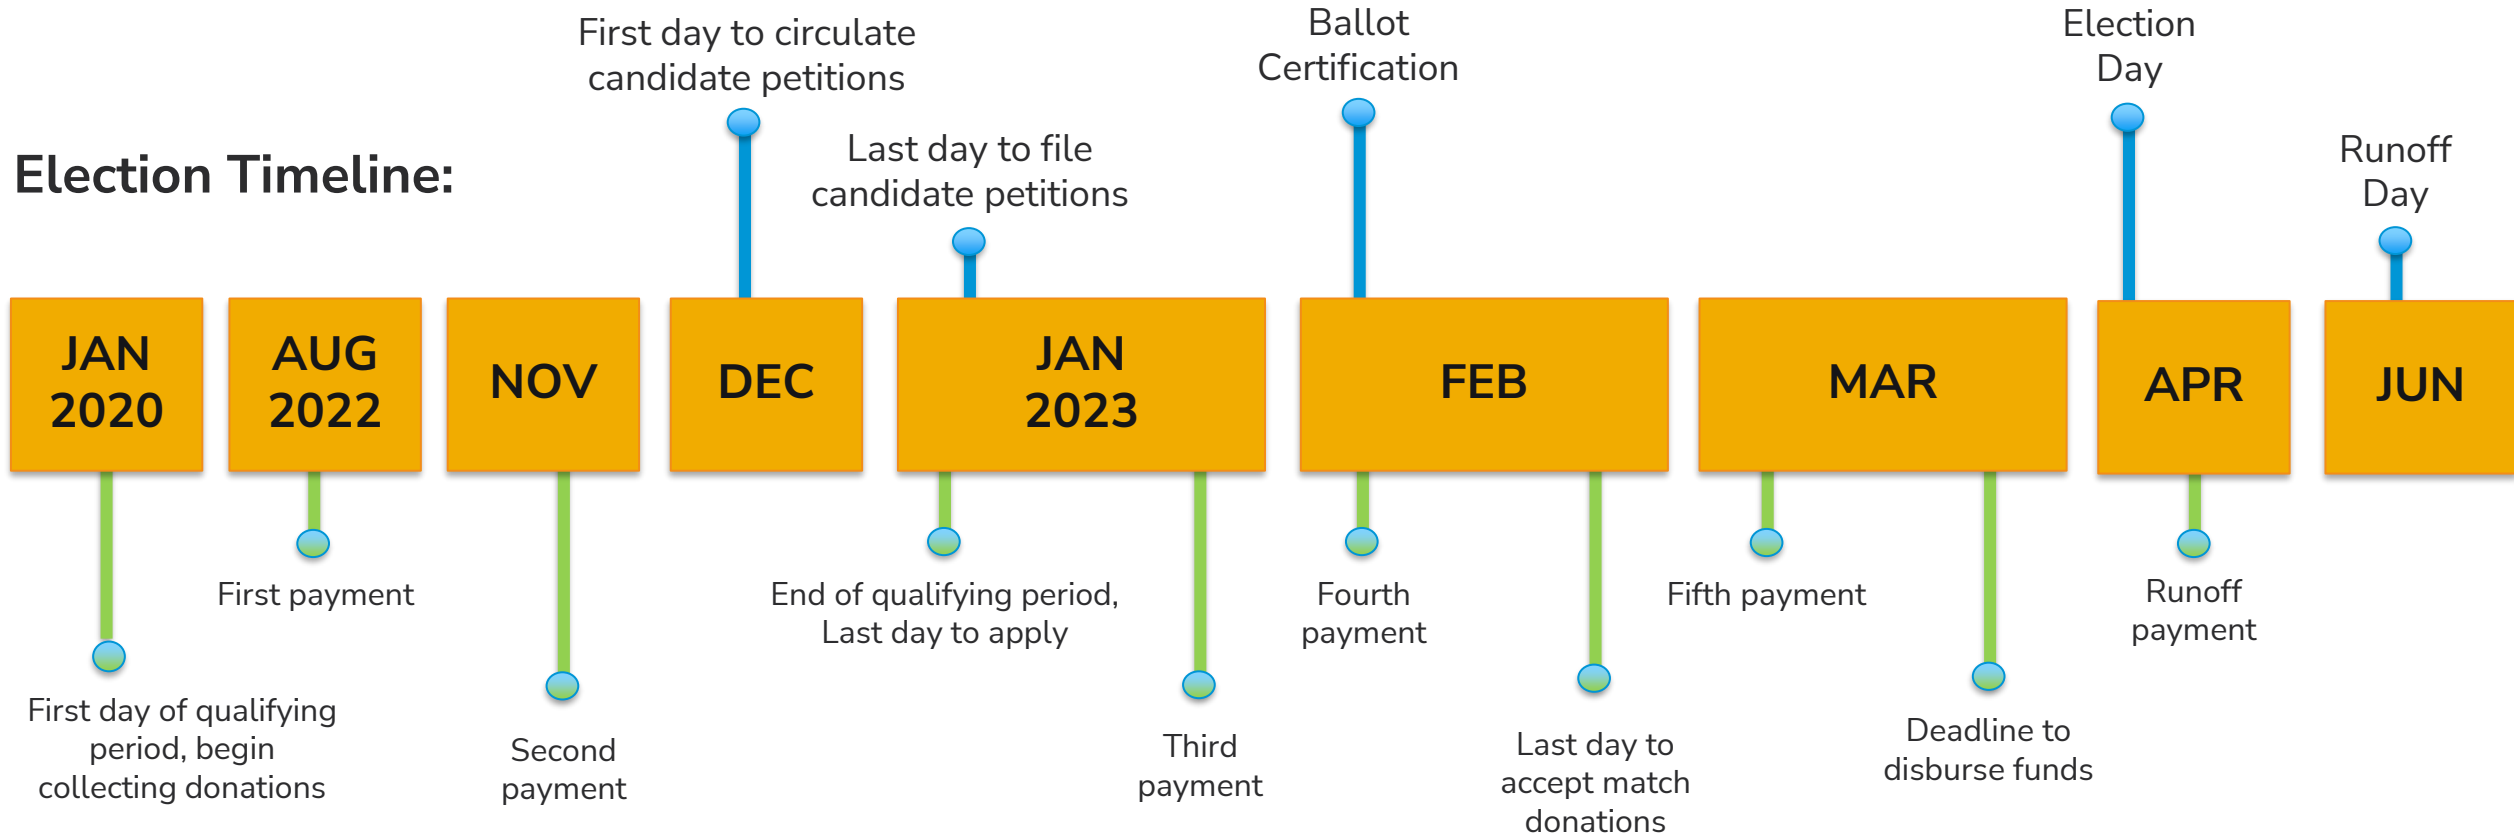 First day to circulate
candidate petitions
Ballot
Certification
Election
Day
Last day to file
candidate petitions
Runoff
Day
Election Timeline:
JAN
2020
AUG
2022
NOV
DEC
JAN
2023
FEB
MAR
APR
JUN
First payment
End of qualifying period,
Last day to apply
Fourth
payment
Fifth payment
Runoff
payment
First day of qualifying
period, begin
collecting donations
Second
payment
Third
payment
Last day to
accept match
donations
Deadline to
disburse funds